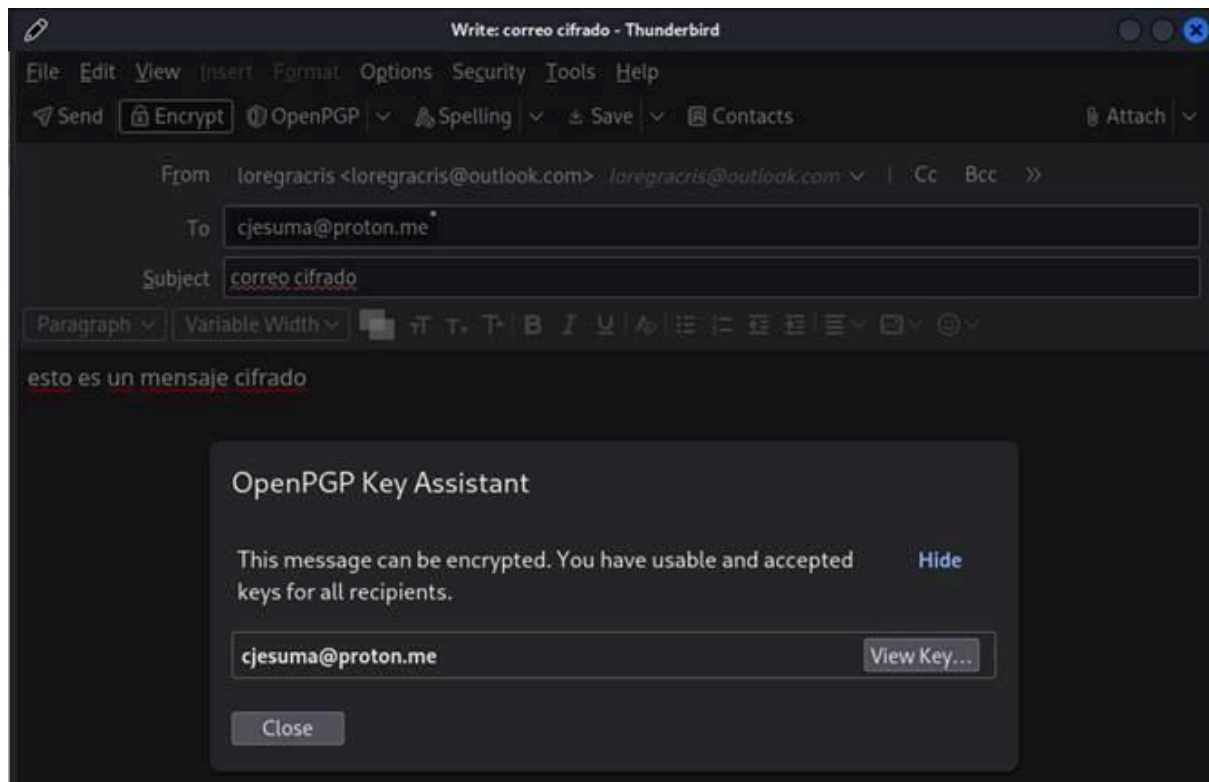 Write: correo cifrado - Thunderbird
File Edit View Insert Format Options Security Tools Help
Send Encrypt OpenPGP Spelling Save Contacts Attach
From loregracris <loregracris@outlook.com> loregracris@outlook.com Cc Bcc »
To cjesuma@proton.me
Subject correo cifrado
Paragraph Variable Width B I U
esto es un mensaje cifrado
OpenPGP Key Assistant
This message can be encrypted. You have usable and accepted Hide
keys for all recipients.
cjesuma@proton.me View Key...
Close